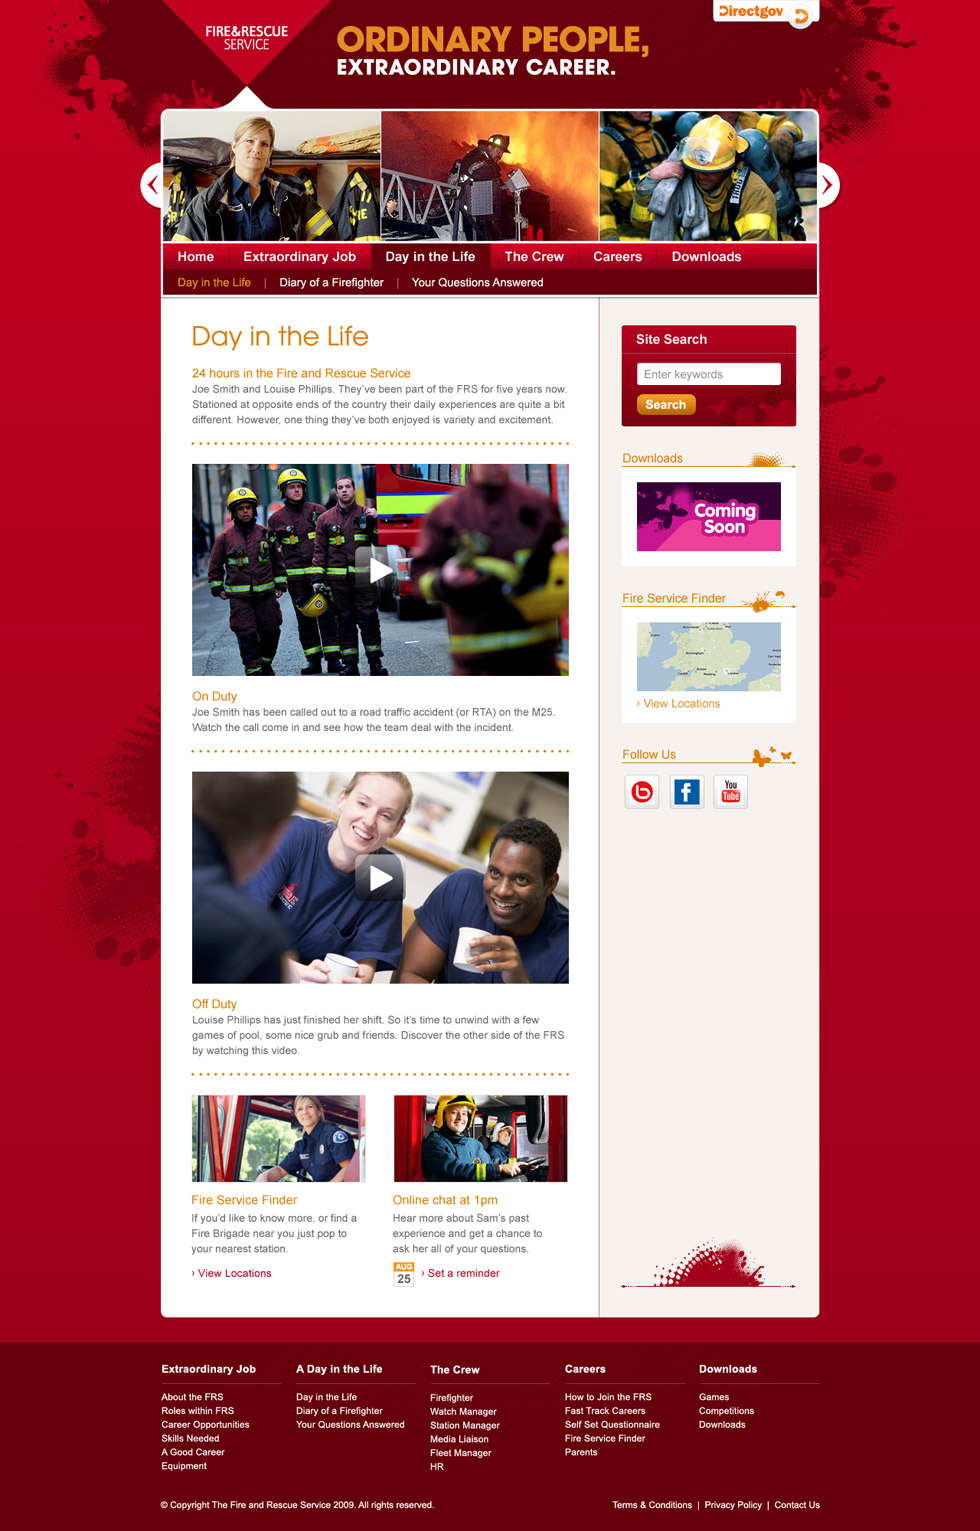 FIRE&RESCUE
SERVICE
ORDINARY PEOPLE,
EXTRAORDINARY CAREER.
Directgov
Home
Extraordinary Job
Day in the Life
The Crew
Careers
Downloads
Day in the Life | Diary of a Firefighter | Your Questions Answered
Day in the Life
24 hours in the Fire and Rescue Service
Joe Smith and Louise Phillips. They've been part of the FRS for five years now.
Stationed at opposite ends of the country their daily experiences are quite a bit
different. However, one thing they've both enjoyed is variety and excitement.
On Duty
Joe Smith has been called out to a road traffic accident (or RTA) on the M25.
Watch the call come in and see how the team deal with the incident.
Off Duty
Louise Phillips has just finished her shift. So it's time to unwind with a few
games of pool, some nice grub and friends. Discover the other side of the FRS
by watching this video.
Fire Service Finder
If you'd like to know more, or find a
Fire Brigade near you just pop to
your nearest station.
› View Locations
Online chat at 1pm
Hear more about Sam's past
experience and get a chance to
ask her all of your questions.
AUG
25
› Set a reminder
Site Search
Enter keywords
Search
Downloads
Coming
Soon
Fire Service Finder
› View Locations
Follow Us
You
Tube
Extraordinary Job
About the FRS
Roles within FRS
Career Opportunities
Skills Needed
A Good Career
Equipment
A Day in the Life
Day in the Life
Diary of a Firefighter
Your Questions Answered
The Crew
Firefighter
Watch Manager
Station Manager
Media Liaison
Fleet Manager
HR
Careers
How to Join the FRS
Fast Track Careers
Self Set Questionnaire
Fire Service Finder
Parents
Downloads
Games
Competitions
Downloads
© Copyright The Fire and Rescue Service 2009. All rights reserved.
Terms & Conditions | Privacy Policy | Contact Us